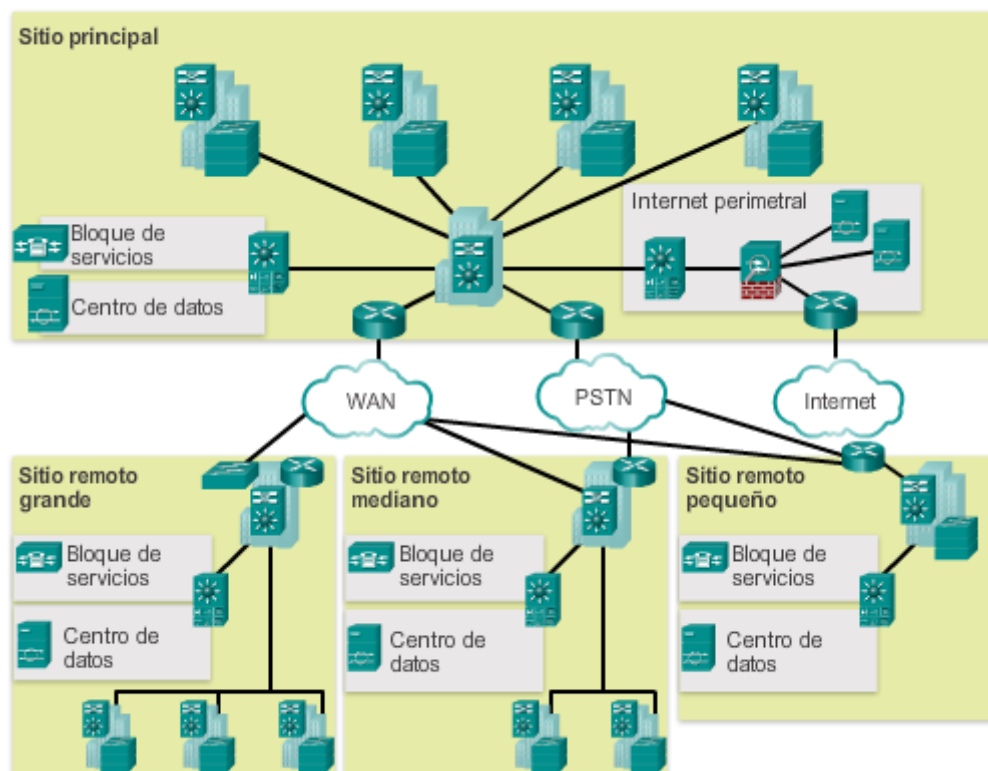 Sitio principal
Internet perimetral
Bloque de
servicios
Centro de datos
WAN
PSTN
Internet
Sitio remoto
grande
Bloque de
servicios
Centro de
datos
Sitio remoto
mediano
Bloque de
servicios
Centro de
datos
Sitio remoto
pequeño
Bloque de
servicios
Centro de
datos